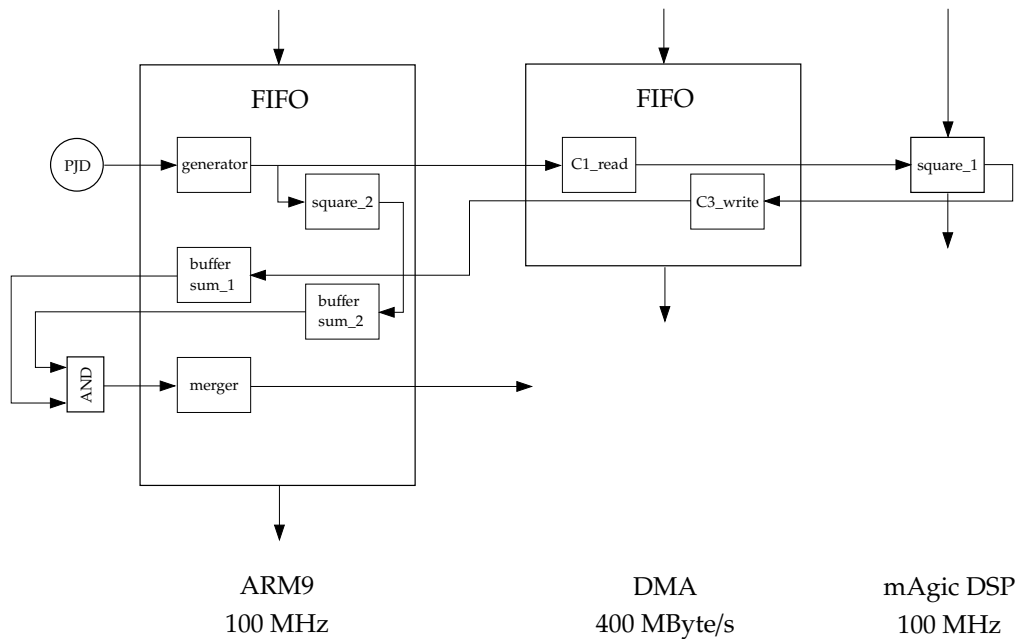 FIFO
FIFO
PJD
generator
C1_read
square_1
square_2
C3_write
buffer
sum_1
buffer
sum_2
AND
merger
ARM9
100 MHz
DMA
400 MByte/s
mAgic DSP
100 MHz